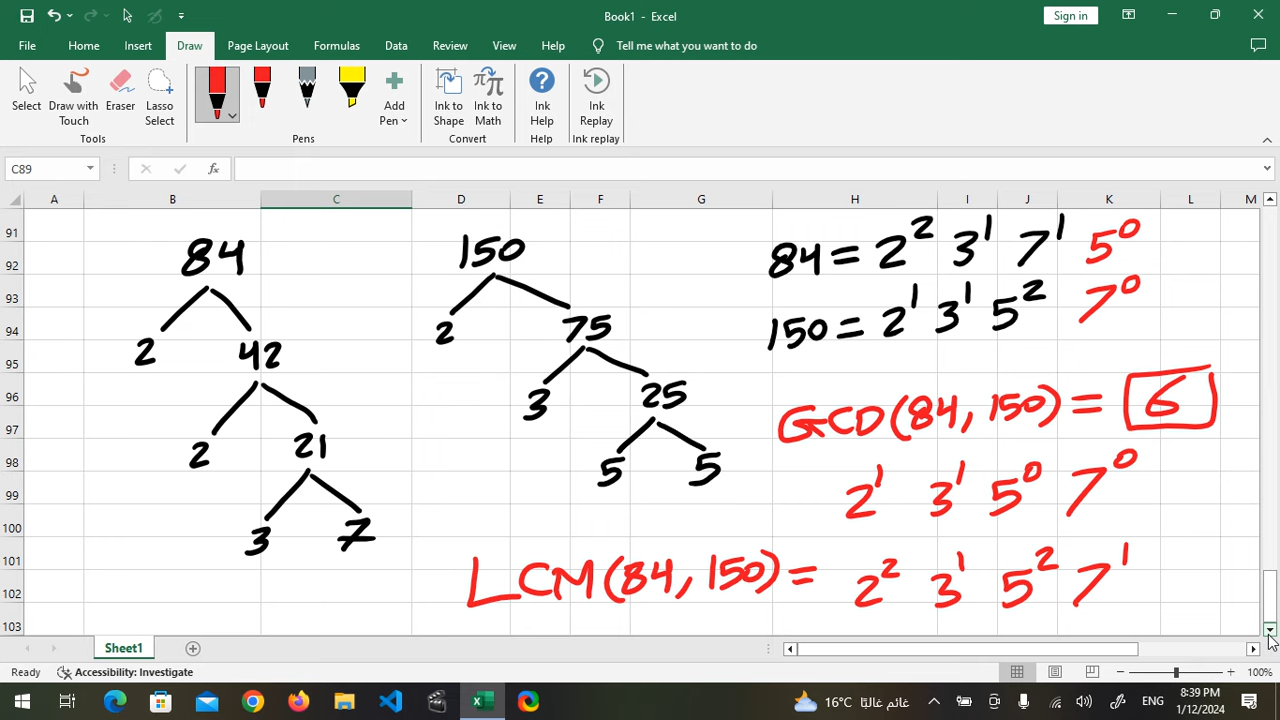 Book1 - Excel
Sign in
File Home Insert Draw Page Layout Formulas Data Review View Help Tell me what you want to do
Select Draw with Touch Eraser Lasso Select Add Pen Ink to Shape Ink to Math Ink Help Ink Replay
Tools Pens Convert Help Ink replay
C89 fx
A B C D E F G H I J K L M
91
92
93
94
95
96
97
98
99
100
101
102
103
84
2 42
2 21
3 7
150
2 75
3 25
5 5
84 = 2² 3¹ 7¹ 5⁰
150 = 2¹ 3¹ 5² 7⁰
GCD(84, 150) = 6
2¹ 3¹ 5⁰ 7⁰
LCM(84, 150) = 2² 3¹ 5² 7¹
Sheet1
Ready Accessibility: Investigate 100%
16°C غائم غالبًا ENG 8:39 PM
1/12/2024